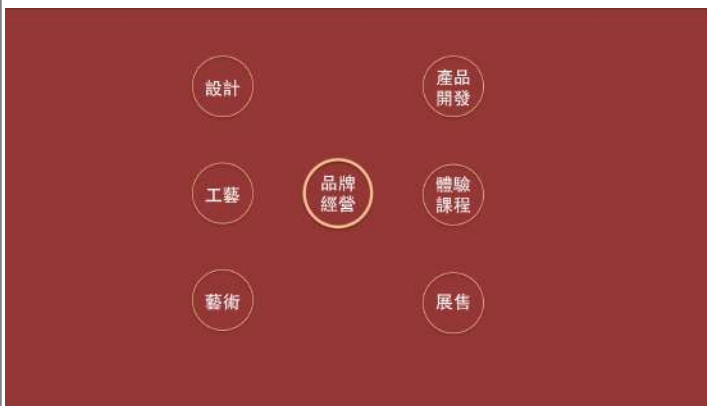 設計
產品
開發
工藝
品牌
經營
體驗
課程
藝術
展售